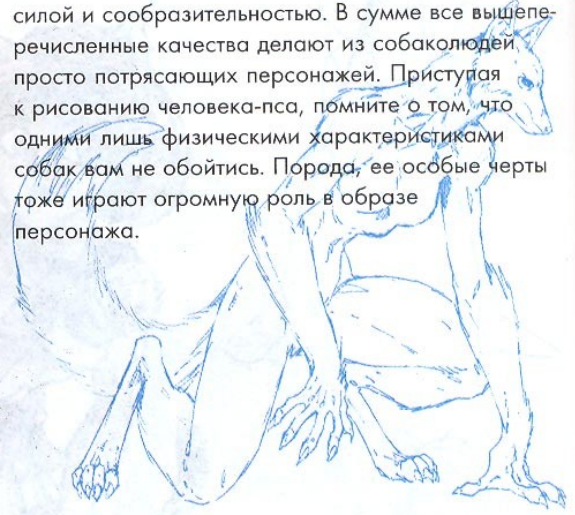 силой и сообразительностью. В сумме все вышепе-
речисленные качества делают из собаколюдей
просто потрясающих персонажей. Приступая
к рисованию человека-пса, помните о том, что
одними лишь физическими характеристиками
собак вам не обойтись. Порода, ее особые черты
тоже играют огромную роль в образе
персонажа.